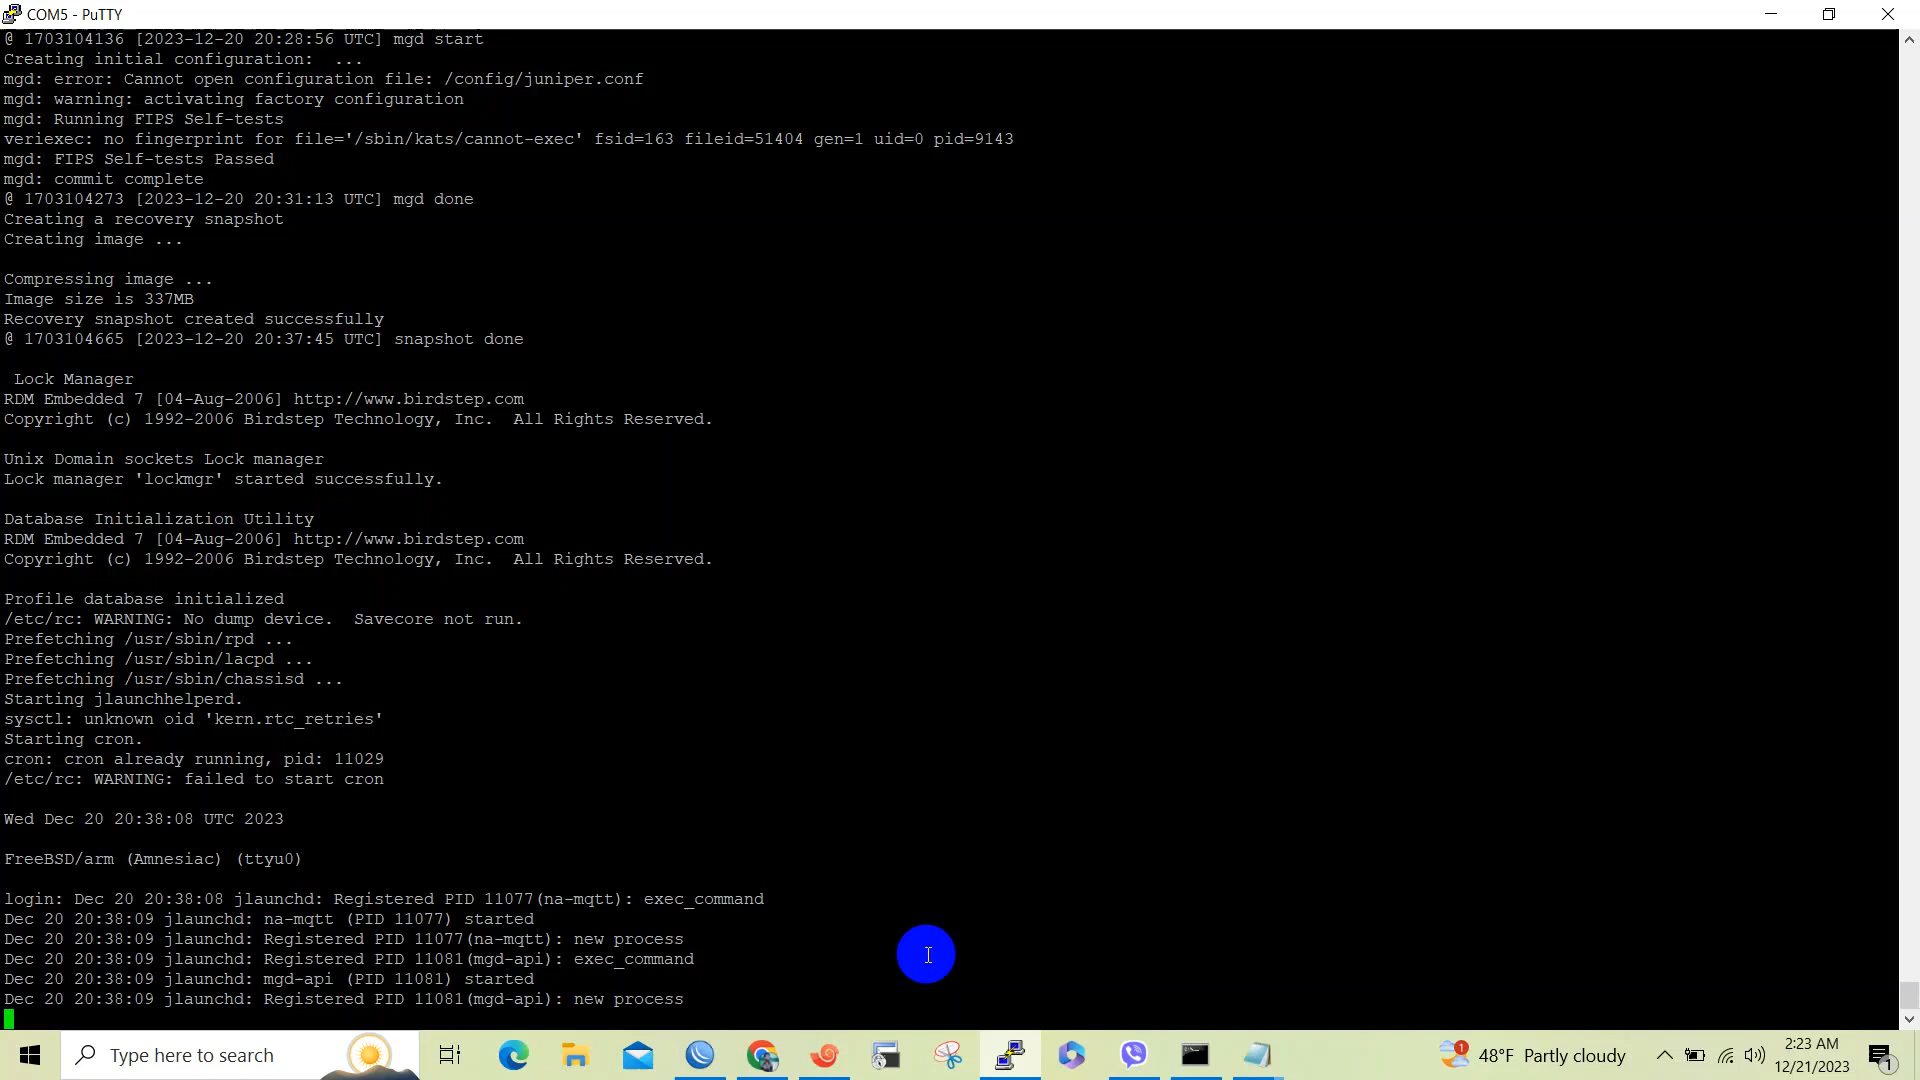 COM5 - PuTTY
@ 1703104136 [2023-12-20 20:28:56 UTC] mgd start
Creating initial configuration:  ...
mgd: error: Cannot open configuration file: /config/juniper.conf
mgd: warning: activating factory configuration
mgd: Running FIPS Self-tests
veriexec: no fingerprint for file='/sbin/kats/cannot-exec' fsid=163 fileid=51404 gen=1 uid=0 pid=9143
mgd: FIPS Self-tests Passed
mgd: commit complete
@ 1703104273 [2023-12-20 20:31:13 UTC] mgd done
Creating a recovery snapshot
Creating image ...
Compressing image ...
Image size is 337MB
Recovery snapshot created successfully
@ 1703104665 [2023-12-20 20:37:45 UTC] snapshot done
Lock Manager
RDM Embedded 7 [04-Aug-2006] http://www.birdstep.com
Copyright (c) 1992-2006 Birdstep Technology, Inc.  All Rights Reserved.
Unix Domain sockets Lock manager
Lock manager 'lockmgr' started successfully.
Database Initialization Utility
RDM Embedded 7 [04-Aug-2006] http://www.birdstep.com
Copyright (c) 1992-2006 Birdstep Technology, Inc.  All Rights Reserved.
Profile database initialized
/etc/rc: WARNING: No dump device.  Savecore not run.
Prefetching /usr/sbin/rpd ...
Prefetching /usr/sbin/lacpd ...
Prefetching /usr/sbin/chassisd ...
Starting jlaunchhelperd.
sysctl: unknown oid 'kern.rtc_retries'
Starting cron.
cron: cron already running, pid: 11029
/etc/rc: WARNING: failed to start cron
Wed Dec 20 20:38:08 UTC 2023
FreeBSD/arm (Amnesiac) (ttyu0)
login: Dec 20 20:38:08 jlaunchd: Registered PID 11077(na-mqtt): exec_command
Dec 20 20:38:09 jlaunchd: na-mqtt (PID 11077) started
Dec 20 20:38:09 jlaunchd: Registered PID 11077(na-mqtt): new process
Dec 20 20:38:09 jlaunchd: Registered PID 11081(mgd-api): exec_command
Dec 20 20:38:09 jlaunchd: mgd-api (PID 11081) started
Dec 20 20:38:09 jlaunchd: Registered PID 11081(mgd-api): new process
Type here to search
1
48°F Partly cloudy
2:23 AM
12/21/2023
1